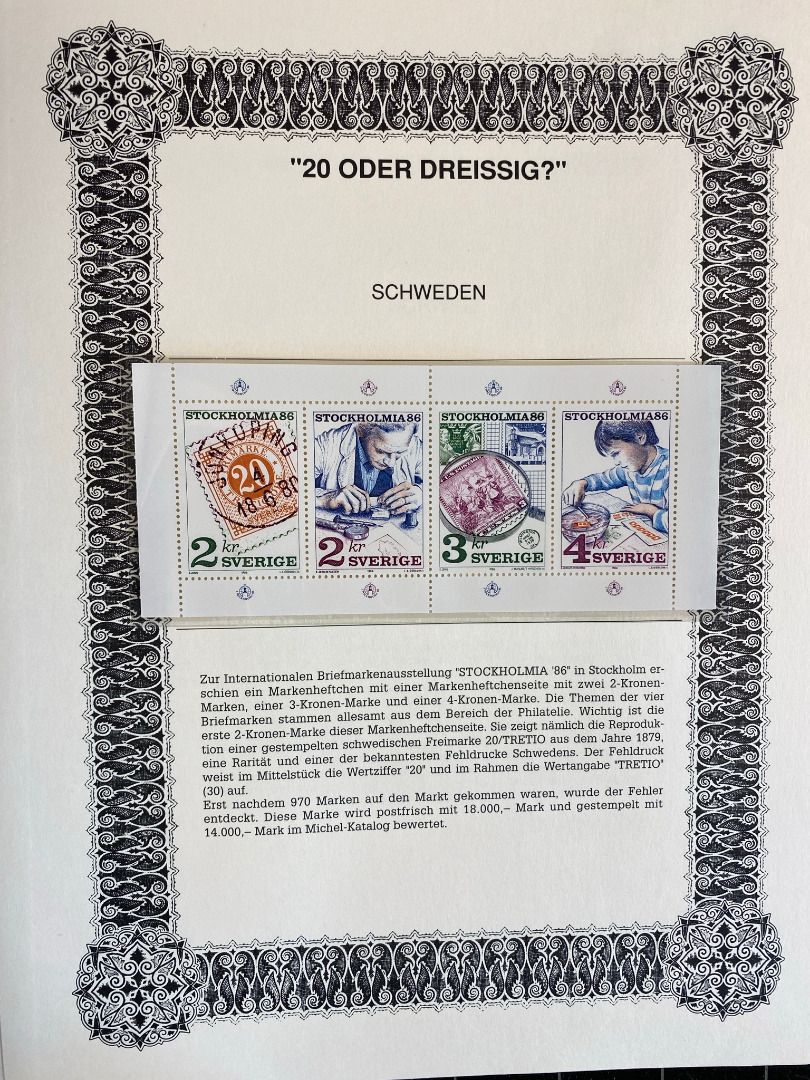 "20 ODER DREISSIG?"
SCHWEDEN
STOCKHOLMIA86
STOCKHOLMIA86
STOCKHOLMIA86
STOCKHOLMIA86
JÖNKÖPING
20
18 6 80
2 kr SVERIGE
2 kr SVERIGE
3 kr SVERIGE
4 kr SVERIGE
Zur Internationalen Briefmarkenausstellung "STOCKHOLMIA '86" in Stockholm er-
schien ein Markenheftchen mit einer Markenheftchenseite mit zwei 2-Kronen-
Marken, einer 3-Kronen-Marke und einer 4-Kronen-Marke. Die Themen der vier
Briefmarken stammen allesamt aus dem Bereich der Philatelie. Wichtig ist die
erste 2-Kronen-Marke dieser Markenheftchenseite. Sie zeigt nämlich die Reproduk-
tion einer gestempelten schwedischen Freimarke 20/TRETIO aus dem Jahre 1879,
eine Rarität und einer der bekanntesten Fehldrucke Schwedens. Der Fehldruck
weist im Mittelstück die Wertziffer "20" und im Rahmen die Wertangabe "TRETIO"
(30) auf.
Erst nachdem 970 Marken auf den Markt gekommen waren, wurde der Fehler
entdeckt. Diese Marke wird postfrisch mit 18.000,– Mark und gestempelt mit
14.000,– Mark im Michel-Katalog bewertet.